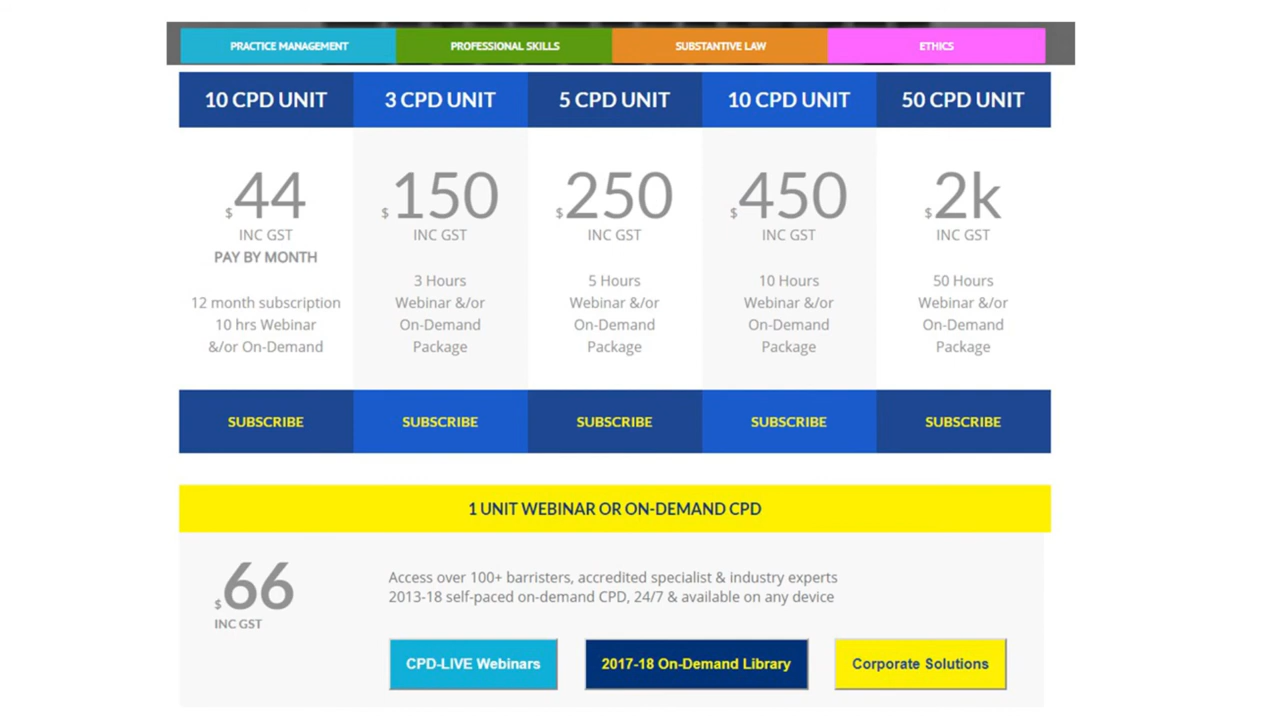 PRACTICE MANAGEMENT
PROFESSIONAL SKILLS
SUBSTANTIVE LAW
ETHICS
10 CPD UNIT
$44
INC GST
PAY BY MONTH
12 month subscription
10 hrs Webinar
&/or On-Demand
SUBSCRIBE
3 CPD UNIT
$150
INC GST
3 Hours
Webinar &/or
On-Demand
Package
SUBSCRIBE
5 CPD UNIT
$250
INC GST
5 Hours
Webinar &/or
On-Demand
Package
SUBSCRIBE
10 CPD UNIT
$450
INC GST
10 Hours
Webinar &/or
On-Demand
Package
SUBSCRIBE
50 CPD UNIT
$2k
INC GST
50 Hours
Webinar &/or
On-Demand
Package
SUBSCRIBE
1 UNIT WEBINAR OR ON-DEMAND CPD
$66
INC GST
Access over 100+ barristers, accredited specialist & industry experts
2013-18 self-paced on-demand CPD, 24/7 & available on any device
CPD-LIVE Webinars
2017-18 On-Demand Library
Corporate Solutions